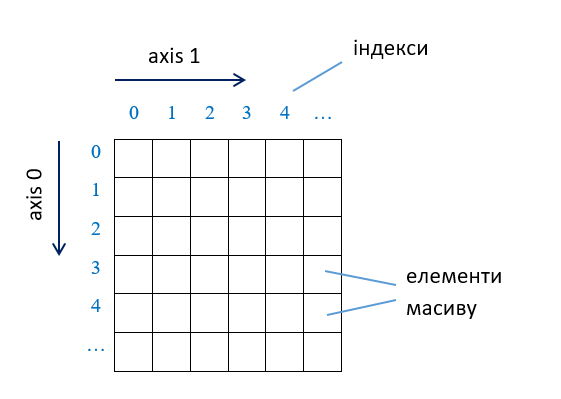 axis 1
індекси
0 1 2 3 4 ...
axis 0
0
1
2
3
4
...
елементи
масиву